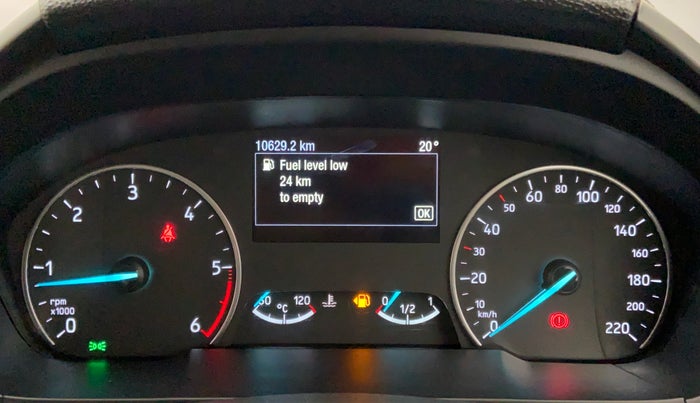 10629.2 km 20°
Fuel level low
24 km
to empty
OK
0 1 2 3 4 5 6
rpm
x1000
60 °C 120
0 1/2 1
0 10 20 30 40 50 60 80 100 120 140 160 180 200 220
km/h